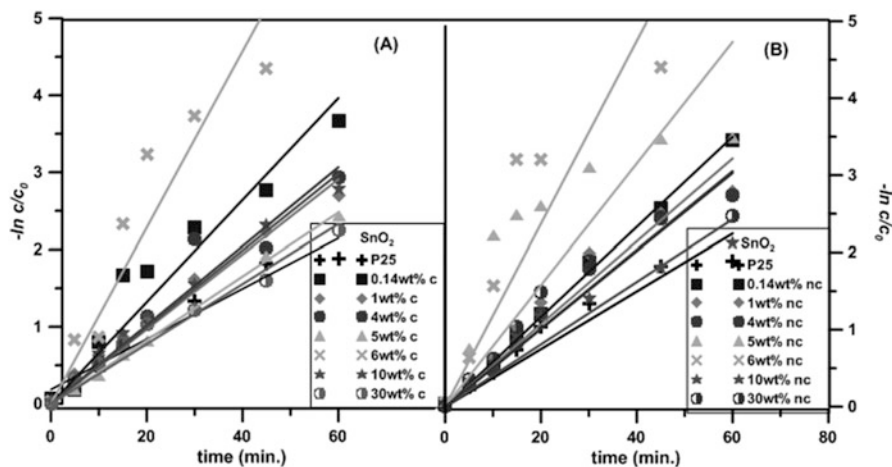 5
4
3
2
1
0
-ln c/c0
(A)
SnO2
P25
0.14wt% c
1wt% c
4wt% c
5wt% c
6wt% c
10wt% c
30wt% c
0 20 40 60
time (min.)
(B)
SnO2
P25
0.14wt% nc
1wt% nc
4wt% nc
5wt% nc
6wt% nc
10wt% nc
30wt% nc
0 20 40 60 80
time (min.)
5
4
3
2
1
0
-ln c/c0